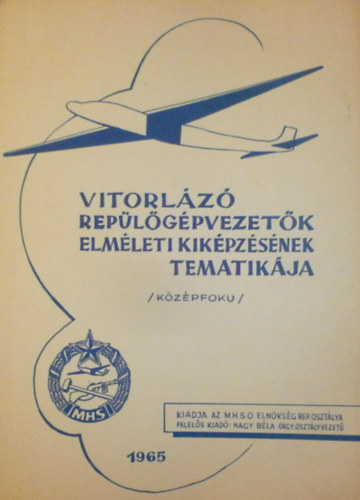 VITORLÁZÓ
REPÜLŐGÉPVEZETŐK
ELMÉLETI KIKÉPZÉSÉNEK
TEMATIKÁJA
/KÖZÉPFOKU/
MHS
KIADJA AZ M.H.S.O. ELNÖKSÉG REP. OSZTÁLYA
FELELŐS KIADÓ: NAGY BÉLA ŐRGY. OSZTÁLYVEZETŐ
1965